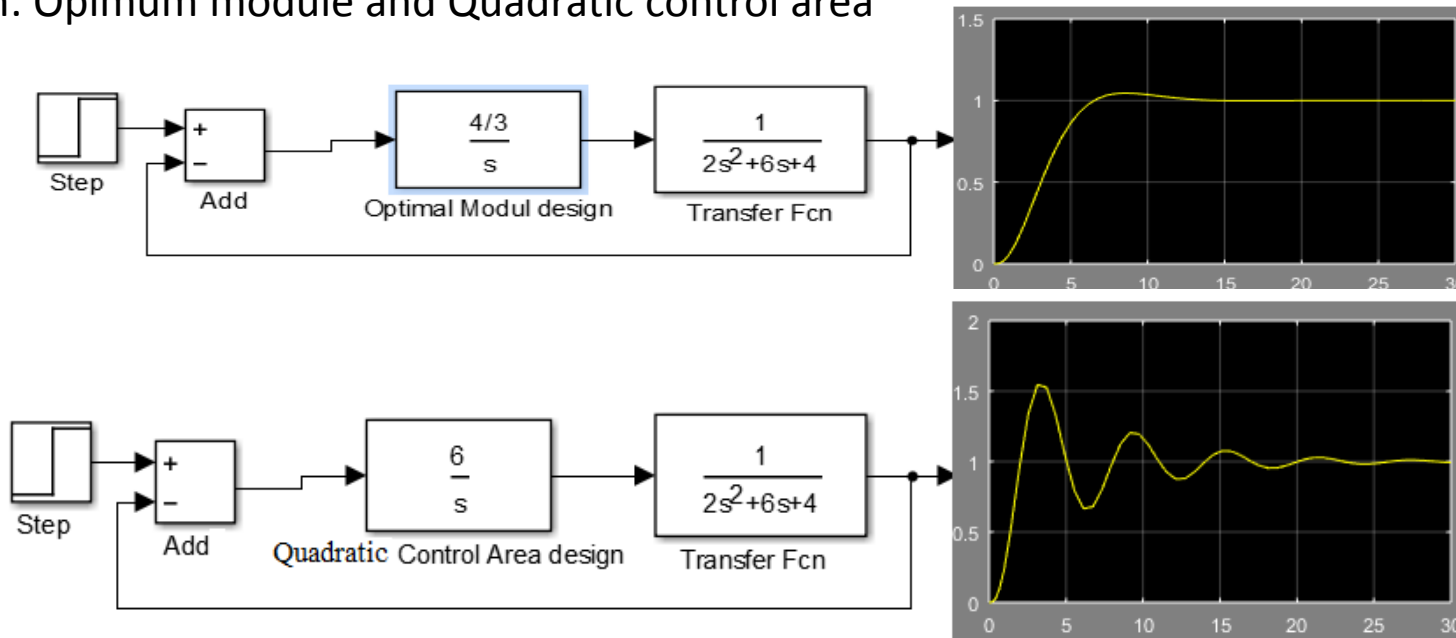 Opimum module and Quadratic control area
Step
+
−
Add
4/3
s
Optimal Modul design
1
2s²+6s+4
Transfer Fcn
1.5
1
0.5
0
0 5 10 15 20 25
Step
+
−
Add
6
s
Quadratic Control Area design
1
2s²+6s+4
Transfer Fcn
2
1.5
1
0.5
0
0 5 10 15 20 25